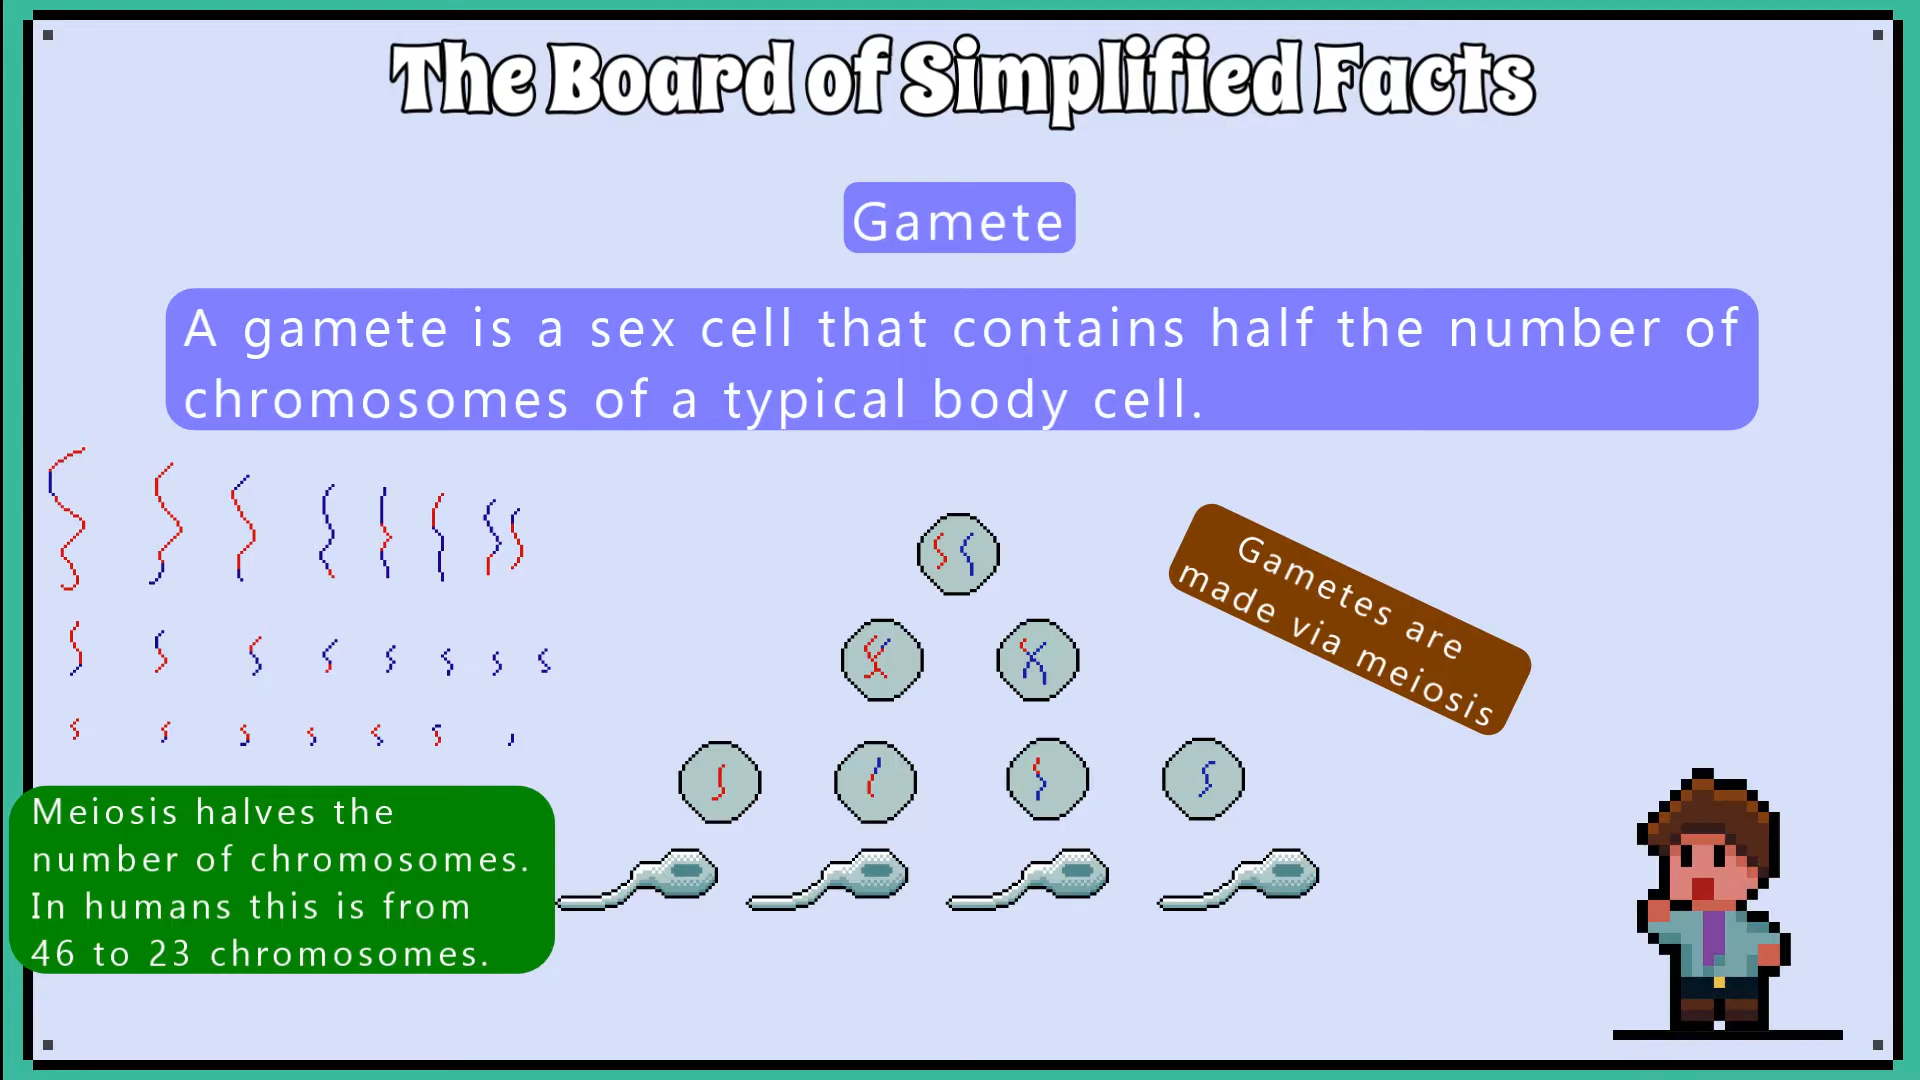 The Board of Simplified Facts
Gamete
A gamete is a sex cell that contains half the number of
chromosomes of a typical body cell.
Gametes are
made via meiosis
Meiosis halves the
number of chromosomes.
In humans this is from
46 to 23 chromosomes.